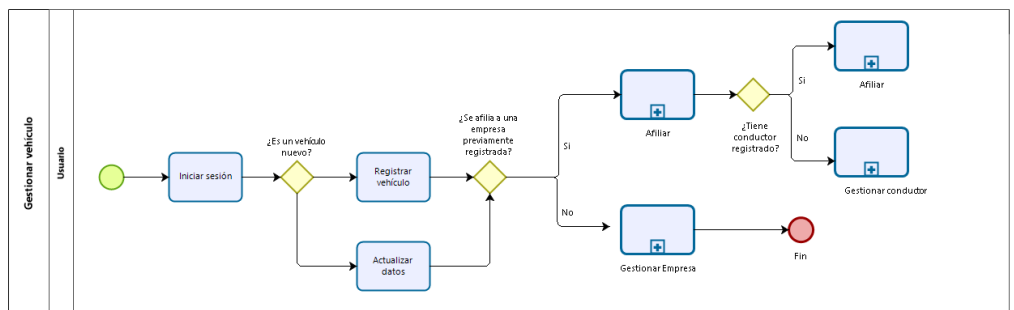 Gestionar vehículo
Usuario
Iniciar sesión
¿Es un vehículo
nuevo?
Registrar
vehículo
Actualizar
datos
¿Se afilia a una
empresa
previamente
registrada?
Si
No
Afiliar
Gestionar Empresa
¿Tiene
conductor
registrado?
Si
No
Afiliar
Gestionar conductor
Fin